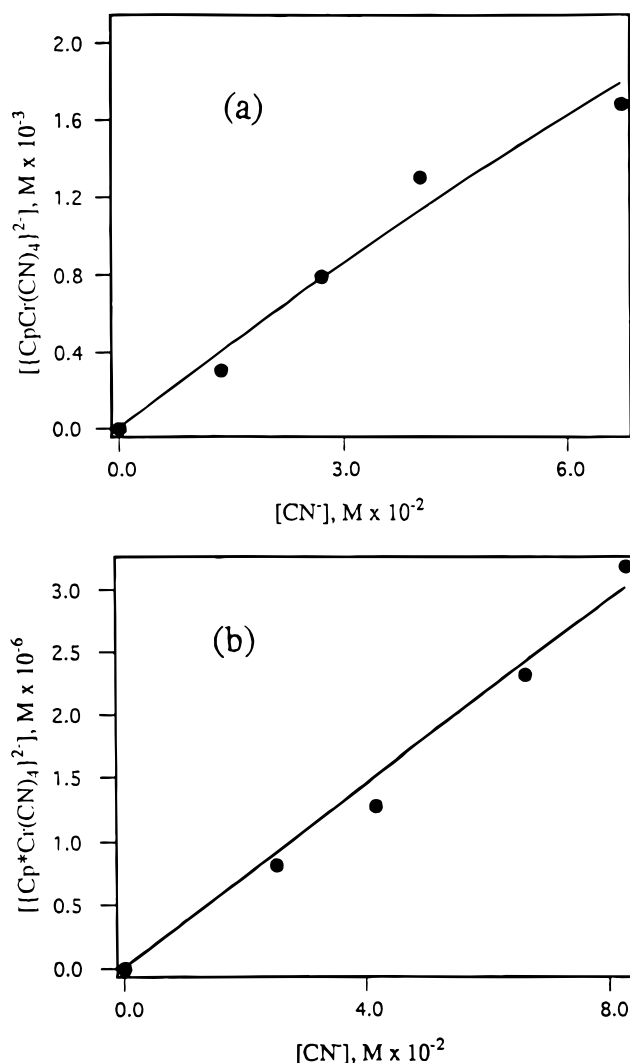 (a)
[{CpCr(CN)₄}²⁻], M x 10⁻³
2.0
1.6
1.2
0.8
0.4
0.0
0.0 3.0 6.0
[CN⁻], M x 10⁻²
(b)
[{Cp*Cr(CN)₄}²⁻], M x 10⁻⁶
3.0
2.5
2.0
1.5
1.0
0.5
0.0
0.0 4.0 8.0
[CN⁻], M x 10⁻²